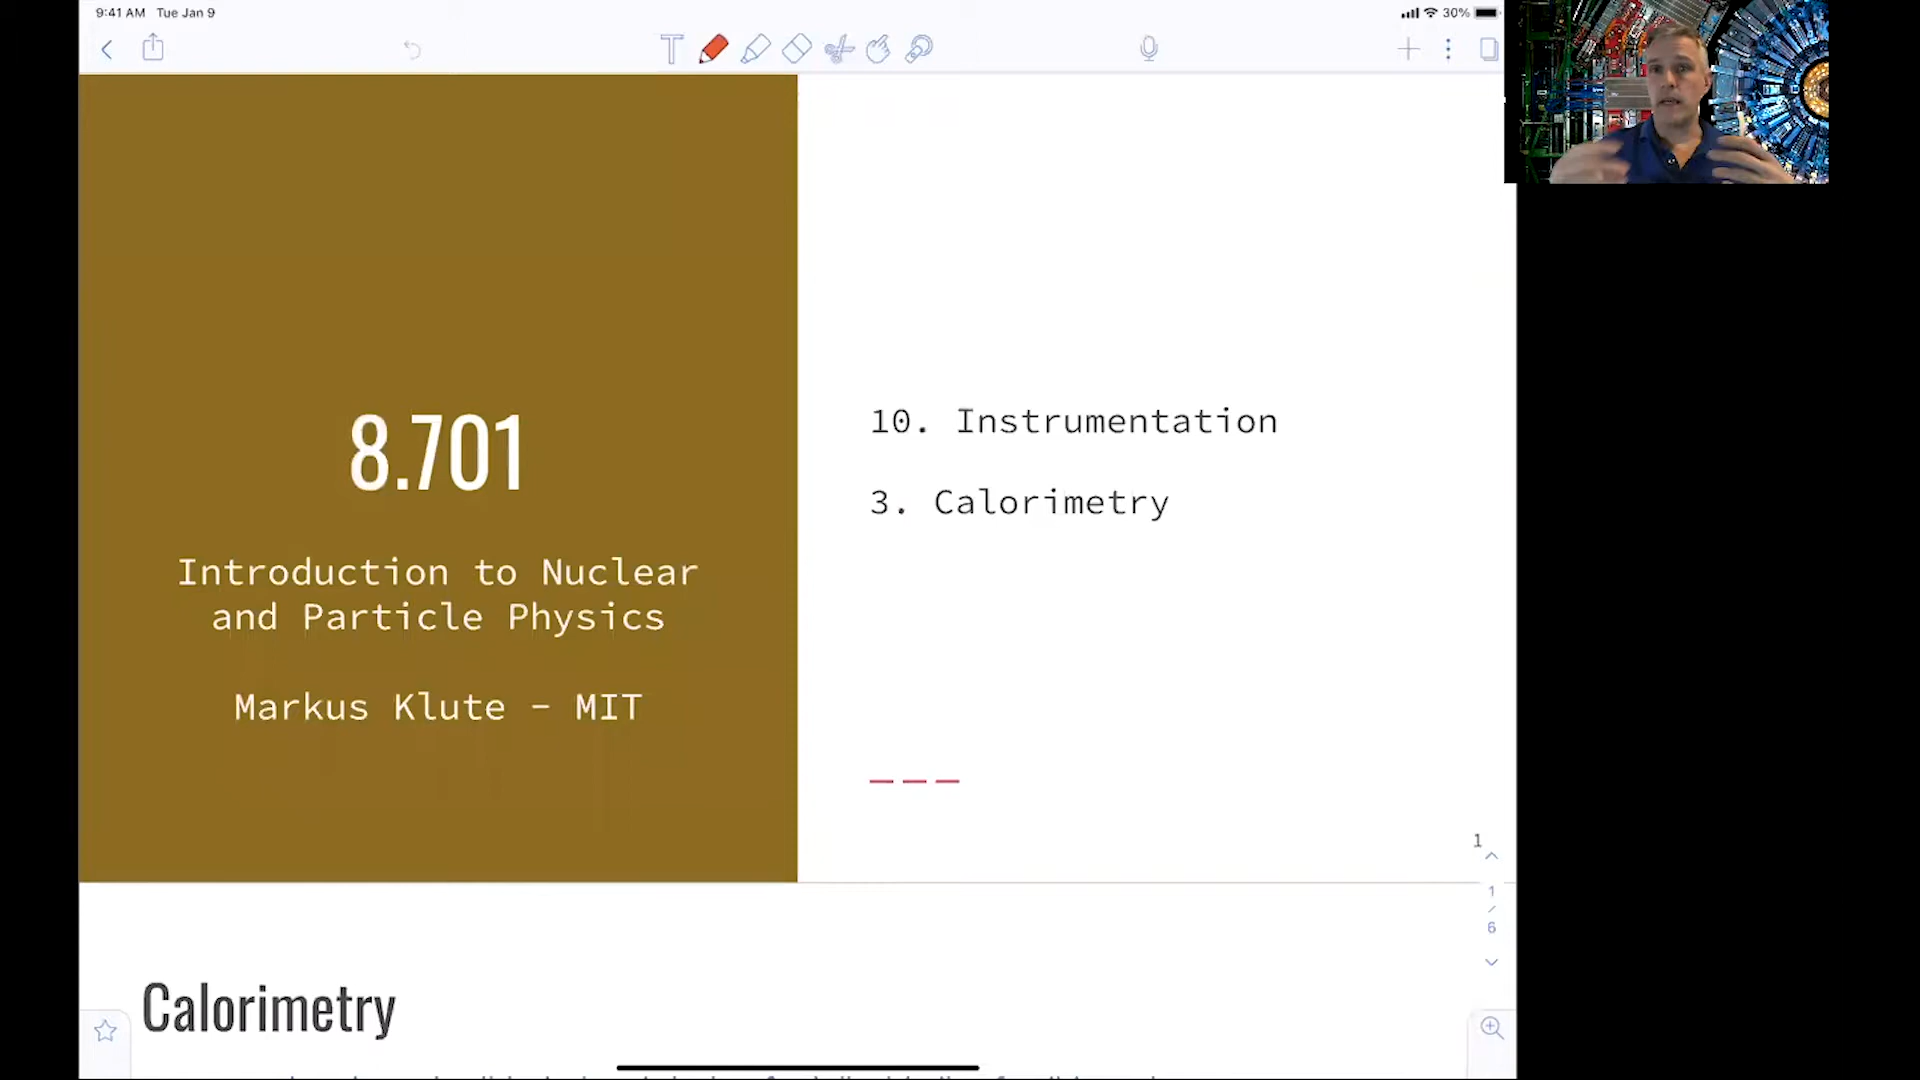 9:41 AM Tue Jan 9
30%
8.701
Introduction to Nuclear
and Particle Physics
Markus Klute – MIT
10. Instrumentation
3. Calorimetry
1
1
/
6
Calorimetry